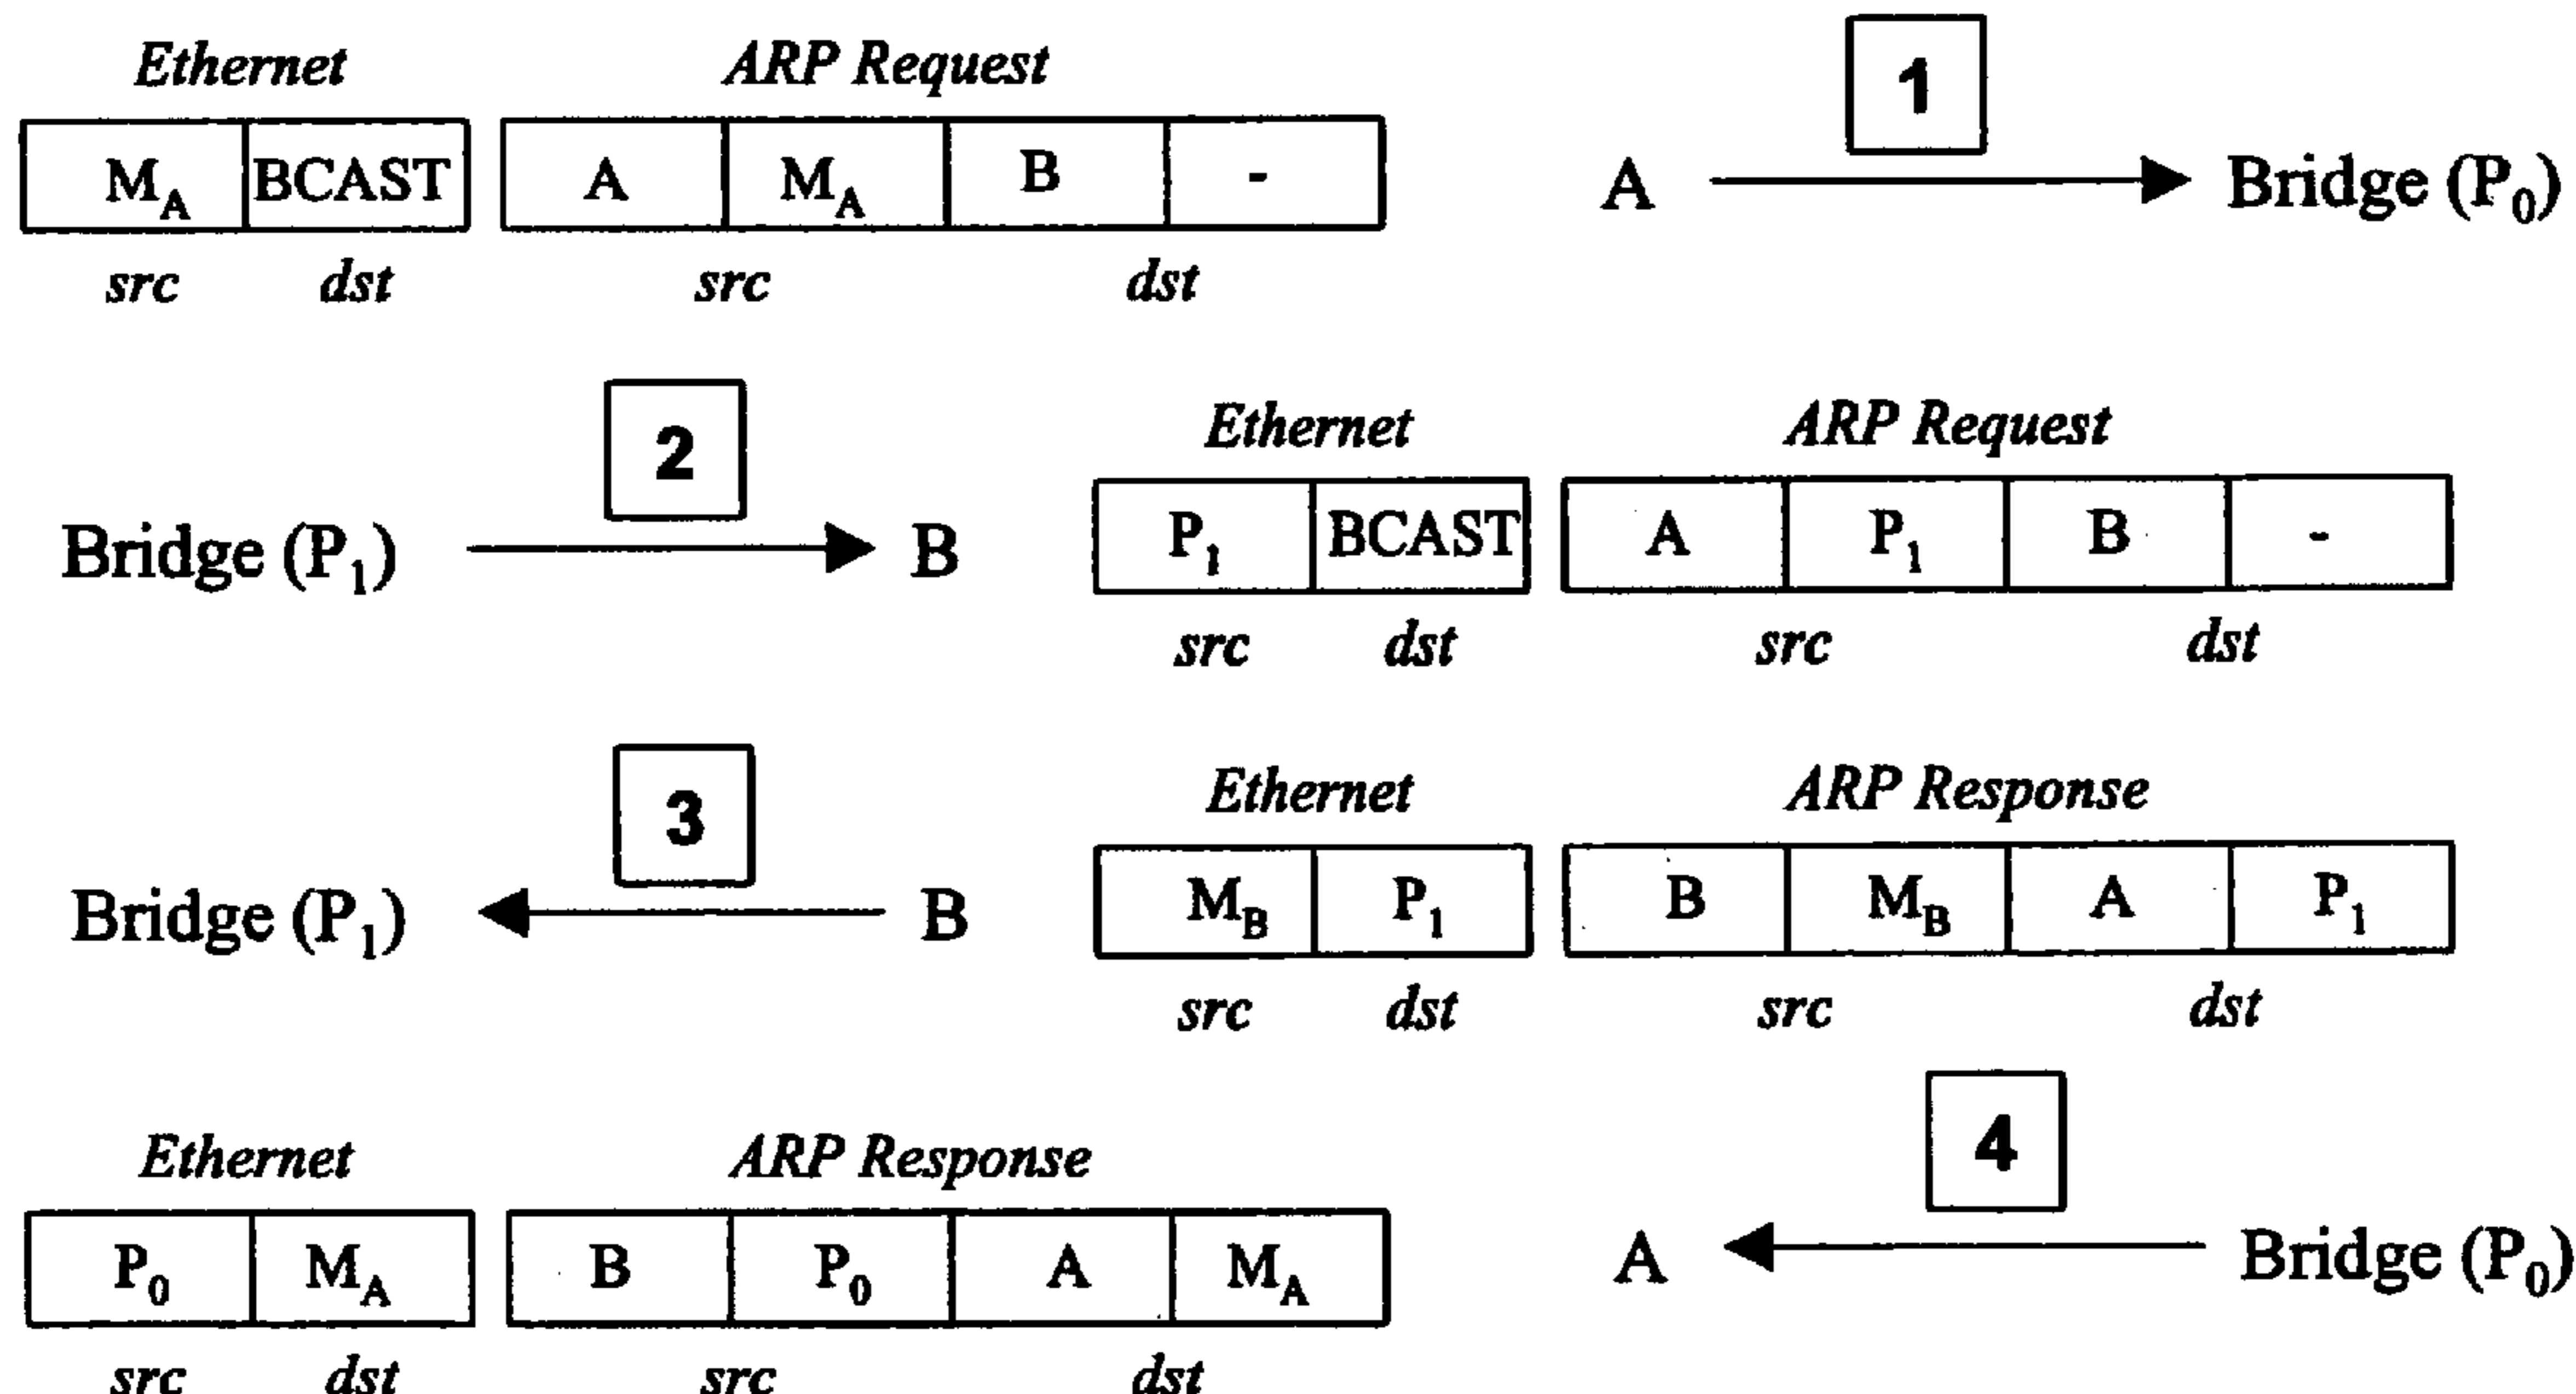 Ethernet ARP Request 1
M_A BCAST A M_A B - A Bridge (P_0)
src dst src dst
2 Ethernet ARP Request
Bridge (P_1) B P_1 BCAST A P_1 B -
src dst src dst
3 Ethernet ARP Response
Bridge (P_1) B M_B P_1 B M_B A P_1
src dst src dst
Ethernet ARP Response 4
P_0 M_A B P_0 A M_A A Bridge (P_0)
src dst src dst